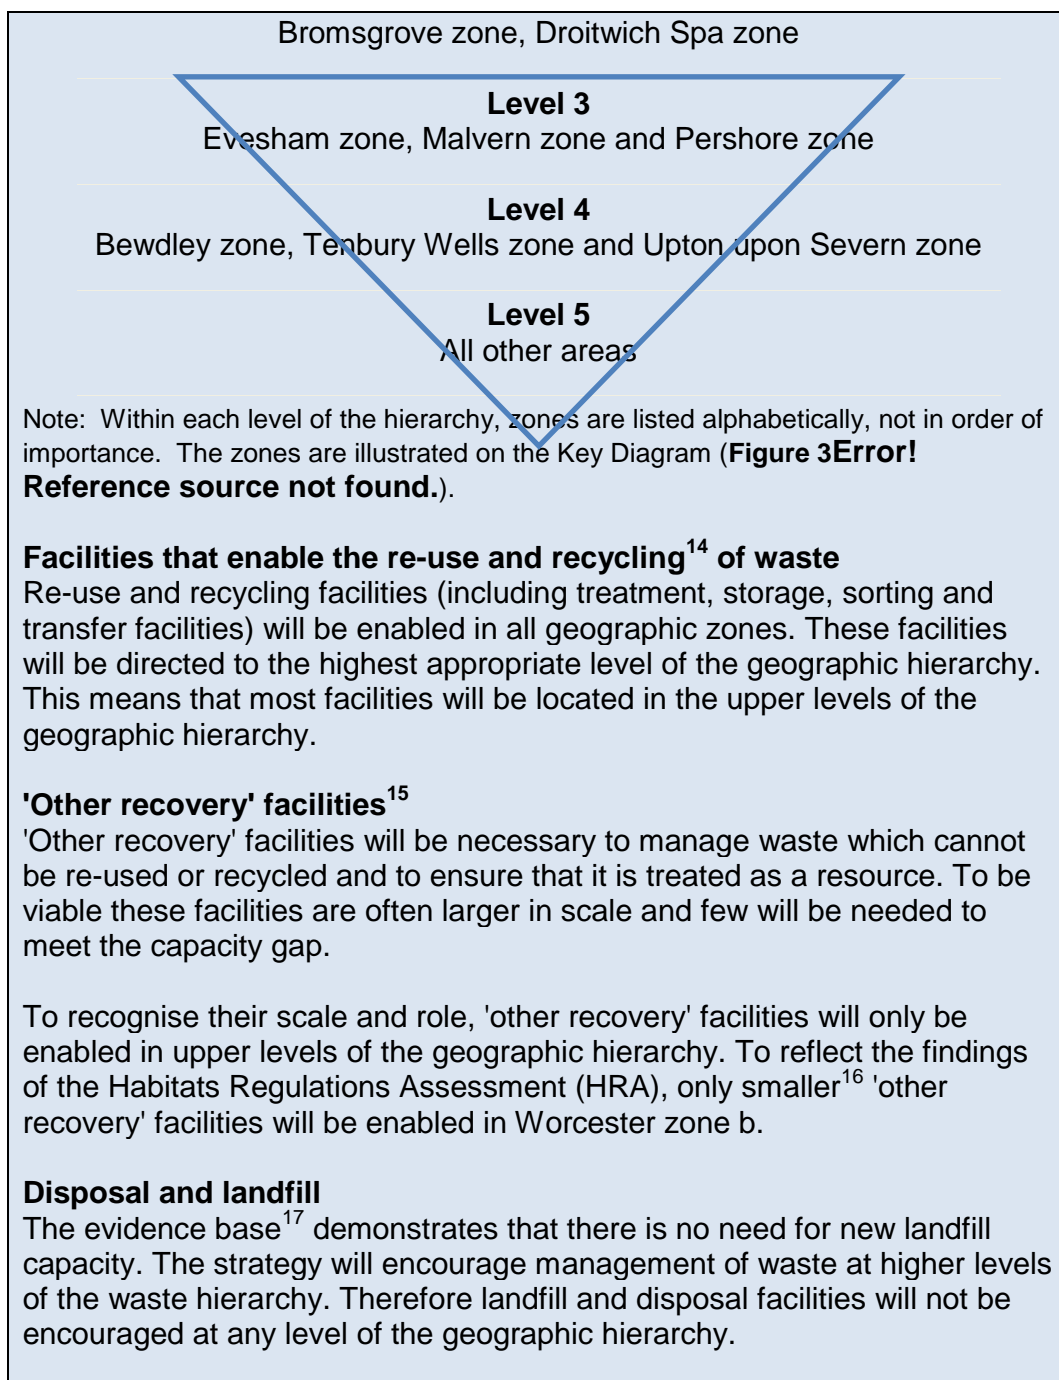 Bromsgrove zone, Droitwich Spa zone
Level 3
Evesham zone, Malvern zone and Pershore zone
Level 4
Bewdley zone, Tenbury Wells zone and Upton upon Severn zone
Level 5
All other areas
Note: Within each level of the hierarchy, zones are listed alphabetically, not in order of
importance. The zones are illustrated on the Key Diagram (Figure 3Error!
Reference source not found.).
Facilities that enable the re-use and recycling14 of waste
Re-use and recycling facilities (including treatment, storage, sorting and
transfer facilities) will be enabled in all geographic zones. These facilities
will be directed to the highest appropriate level of the geographic hierarchy.
This means that most facilities will be located in the upper levels of the
geographic hierarchy.
'Other recovery' facilities15
'Other recovery' facilities will be necessary to manage waste which cannot
be re-used or recycled and to ensure that it is treated as a resource. To be
viable these facilities are often larger in scale and few will be needed to
meet the capacity gap.
To recognise their scale and role, 'other recovery' facilities will only be
enabled in upper levels of the geographic hierarchy. To reflect the findings
of the Habitats Regulations Assessment (HRA), only smaller16 'other
recovery' facilities will be enabled in Worcester zone b.
Disposal and landfill
The evidence base17 demonstrates that there is no need for new landfill
capacity. The strategy will encourage management of waste at higher levels
of the waste hierarchy. Therefore landfill and disposal facilities will not be
encouraged at any level of the geographic hierarchy.